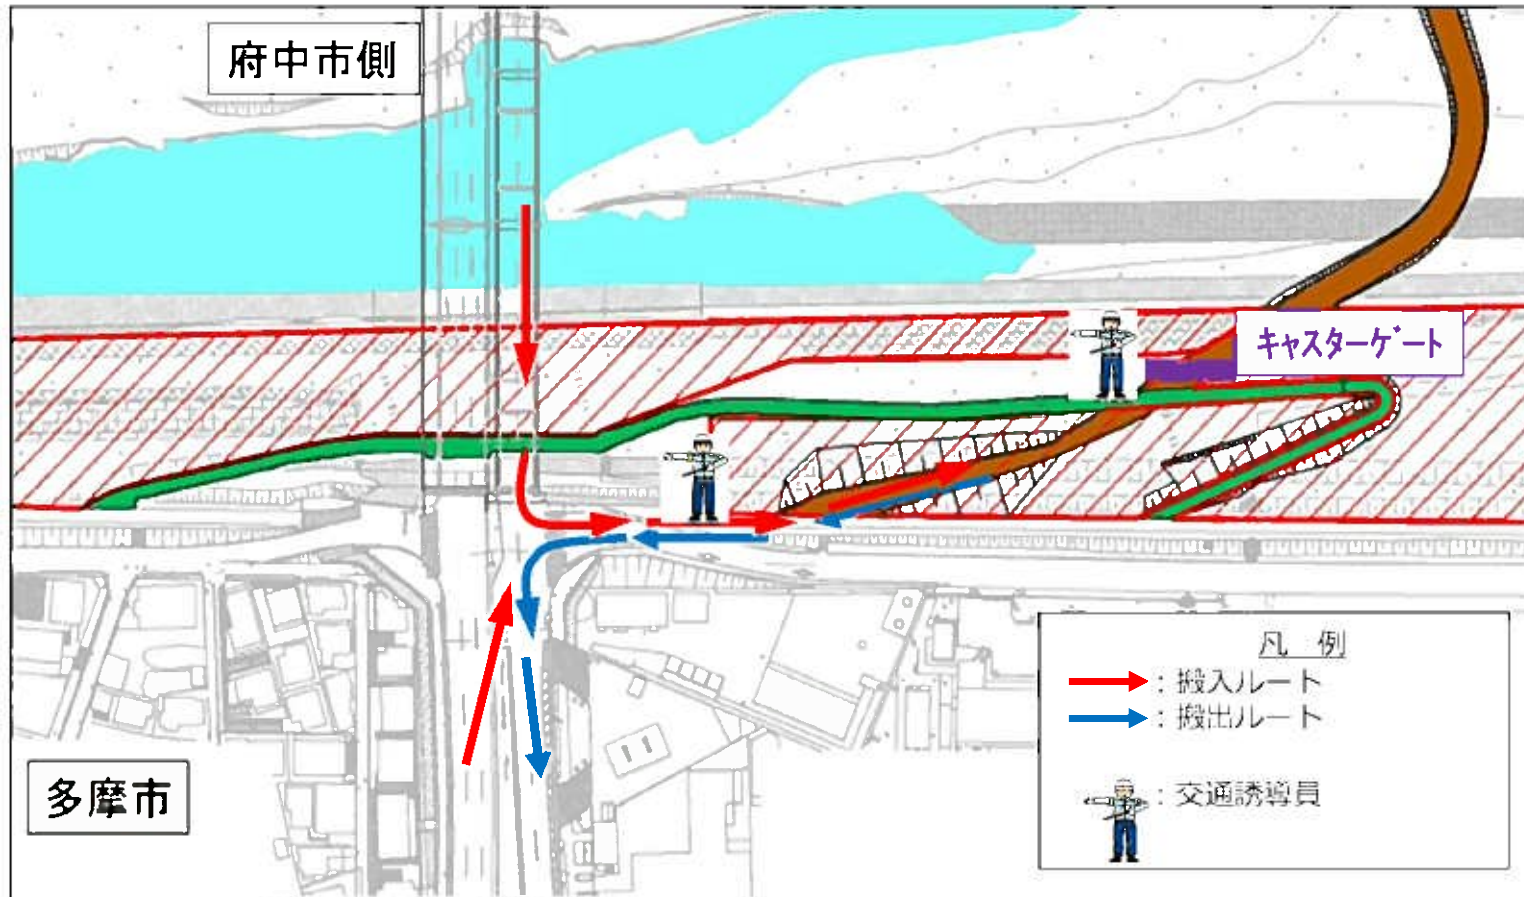 府中市側
キャスターゲート
多摩市
凡 例
：搬入ルート
：搬出ルート
：交通誘導員